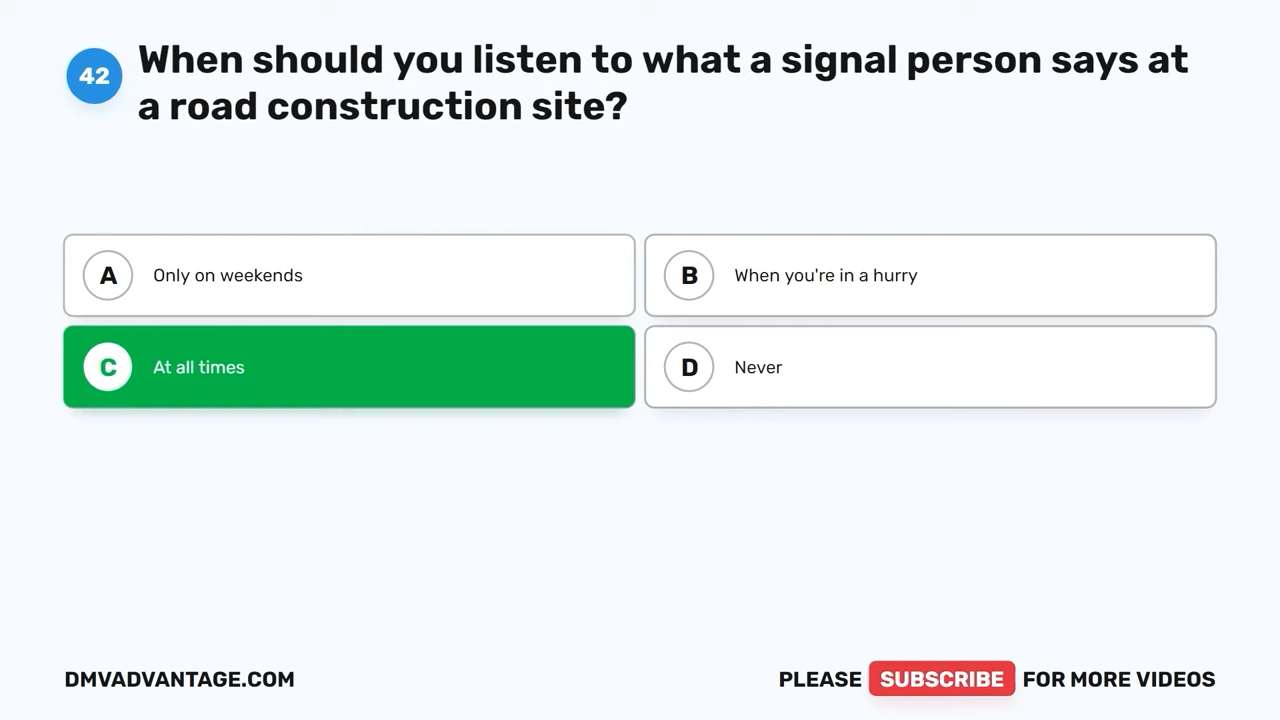 42
When should you listen to what a signal person says at
a road construction site?
A Only on weekends
B When you're in a hurry
C At all times
D Never
DMVADVANTAGE.COM
PLEASE SUBSCRIBE FOR MORE VIDEOS